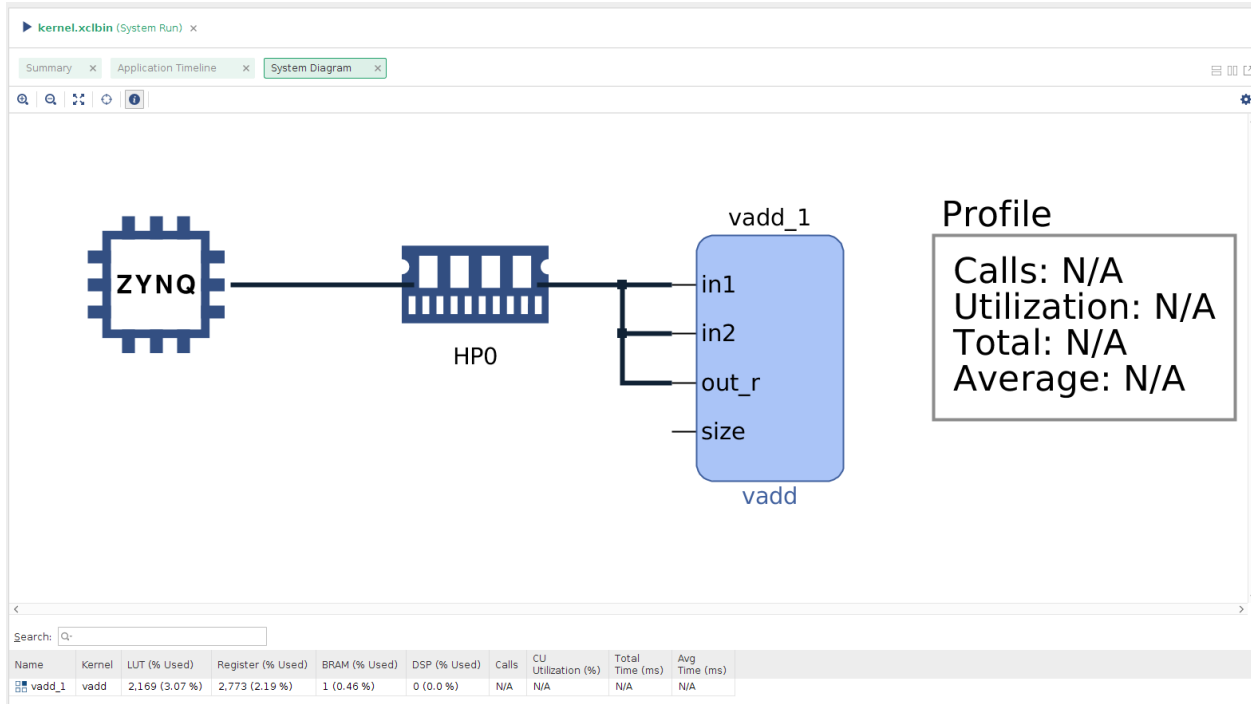 kernel.xclbin (System Run) ×
Summary × Application Timeline × System Diagram ×
vadd_1
ZYNQ
HP0
in1
in2
out_r
size
vadd
Profile
Calls: N/A
Utilization: N/A
Total: N/A
Average: N/A
Search: Q-
Name Kernel LUT (% Used) Register (% Used) BRAM (% Used) DSP (% Used) Calls CU Utilization (%) Total Time (ms) Avg Time (ms)
vadd_1 vadd 2,169 (3.07 %) 2,773 (2.19 %) 1 (0.46 %) 0 (0.0 %) N/A N/A N/A N/A